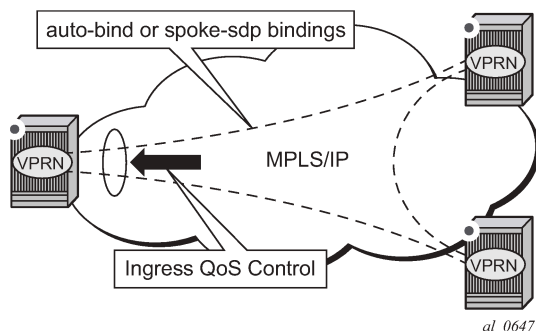 auto-bind or spoke-sdp bindings
VPRN
VPRN
MPLS/IP
Ingress QoS Control
VPRN
al_0647